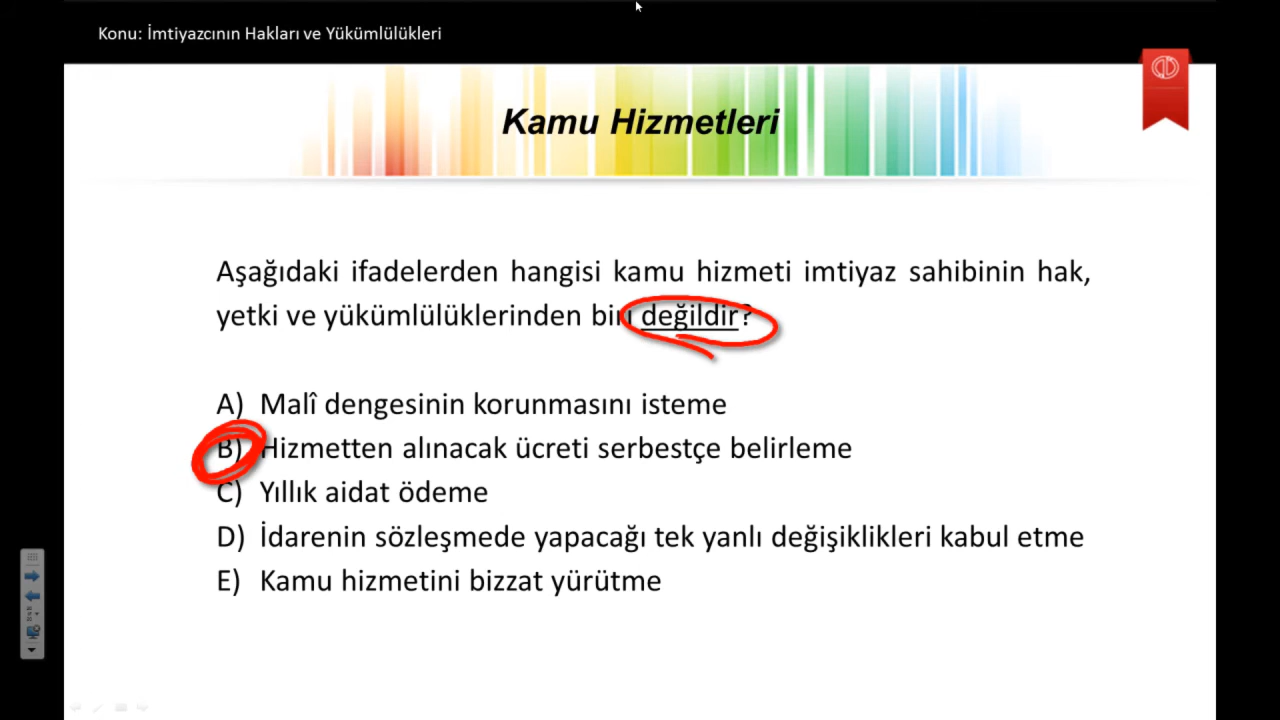 Konu: İmtiyazcının Hakları ve Yükümlülükleri
Kamu Hizmetleri
Aşağıdaki ifadelerden hangisi kamu hizmeti imtiyaz sahibinin hak,
yetki ve yükümlülüklerinden biri değildir?
A) Malî dengesinin korunmasını isteme
B) Hizmetten alınacak ücreti serbestçe belirleme
C) Yıllık aidat ödeme
D) İdarenin sözleşmede yapacağı tek yanlı değişiklikleri kabul etme
E) Kamu hizmetini bizzat yürütme